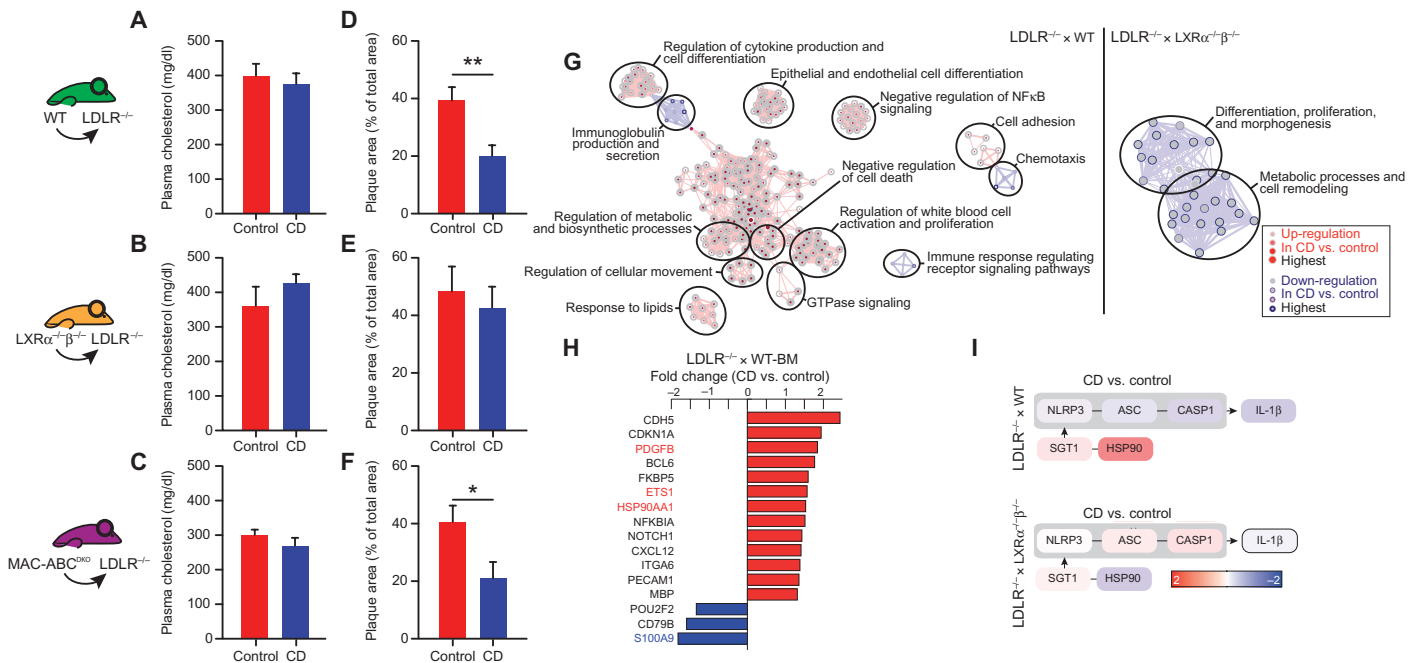 A
Plasma cholesterol (mg/dl)
500
400
300
200
100
0
Control CD
WT LDLR–/–
D
Plaque area (% of total area)
60
40
20
0
**
Control CD
B
Plasma cholesterol (mg/dl)
500
400
300
200
100
0
Control CD
LXRα–/–β–/– LDLR–/–
E
Plaque area (% of total area)
60
40
20
0
Control CD
C
Plasma cholesterol (mg/dl)
500
400
300
200
100
0
Control CD
MAC-ABCDKO LDLR–/–
F
Plaque area (% of total area)
60
40
20
0
*
Control CD
G
LDLR–/– × WT
LDLR–/– × LXRα–/–β–/–
Regulation of cytokine production and
cell differentiation
Epithelial and endothelial cell differentiation
Negative regulation of NFκB
signaling
Immunoglobulin
production and
secretion
Cell adhesion
Chemotaxis
Negative regulation
of cell death
Regulation of metabolic
and biosynthetic processes
Regulation of white blood cell
activation and proliferation
Regulation of cellular movement
Immune response regulating
receptor signaling pathways
GTPase signaling
Response to lipids
Differentiation, proliferation,
and morphogenesis
Metabolic processes and
cell remodeling
Up-regulation
In CD vs. control
Highest
Down-regulation
In CD vs. control
Highest
H
LDLR–/– × WT-BM
Fold change (CD vs. control)
–2 –1 0 1 2
CDH5
CDKN1A
PDGFB
BCL6
FKBP5
ETS1
HSP90AA1
NFKBIA
NOTCH1
CXCL12
ITGA6
PECAM1
MBP
POU2F2
CD79B
S100A9
I
LDLR–/– × WT
CD vs. control
NLRP3 ASC CASP1 IL-1β
SGT1 HSP90
LDLR–/– × LXRα–/–β–/–
CD vs. control
NLRP3 ASC CASP1 IL-1β
SGT1 HSP90
2 –2